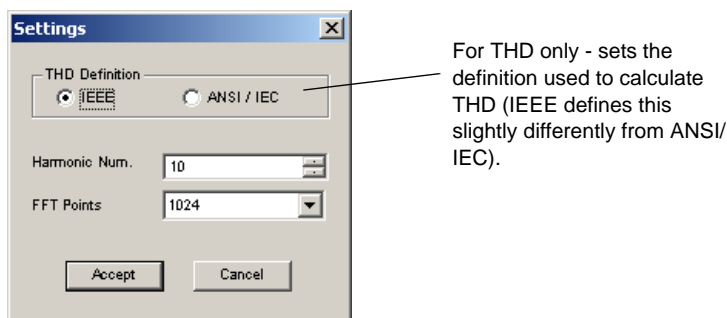 Settings
THD Definition
IEEE
ANSI / IEC
Harmonic Num.
10
FFT Points
1024
Accept
Cancel
For THD only - sets the
definition used to calculate
THD (IEEE defines this
slightly differently from ANSI/
IEC).